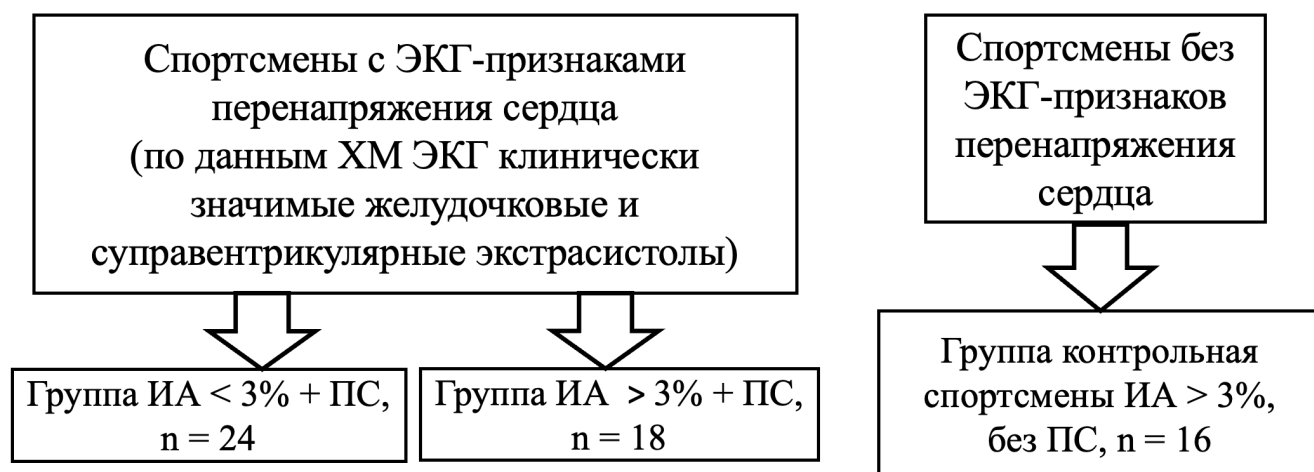 Спортсмены с ЭКГ-признаками
перенапряжения сердца
(по данным ХМ ЭКГ клинически
значимые желудочковые и
суправентрикулярные экстрасистолы)
Спортсмены без
ЭКГ-признаков
перенапряжения
сердца
Группа ИА < 3% + ПС,
n = 24
Группа ИА > 3% + ПС,
n = 18
Группа контрольная
спортсмены ИА > 3%,
без ПС, n = 16